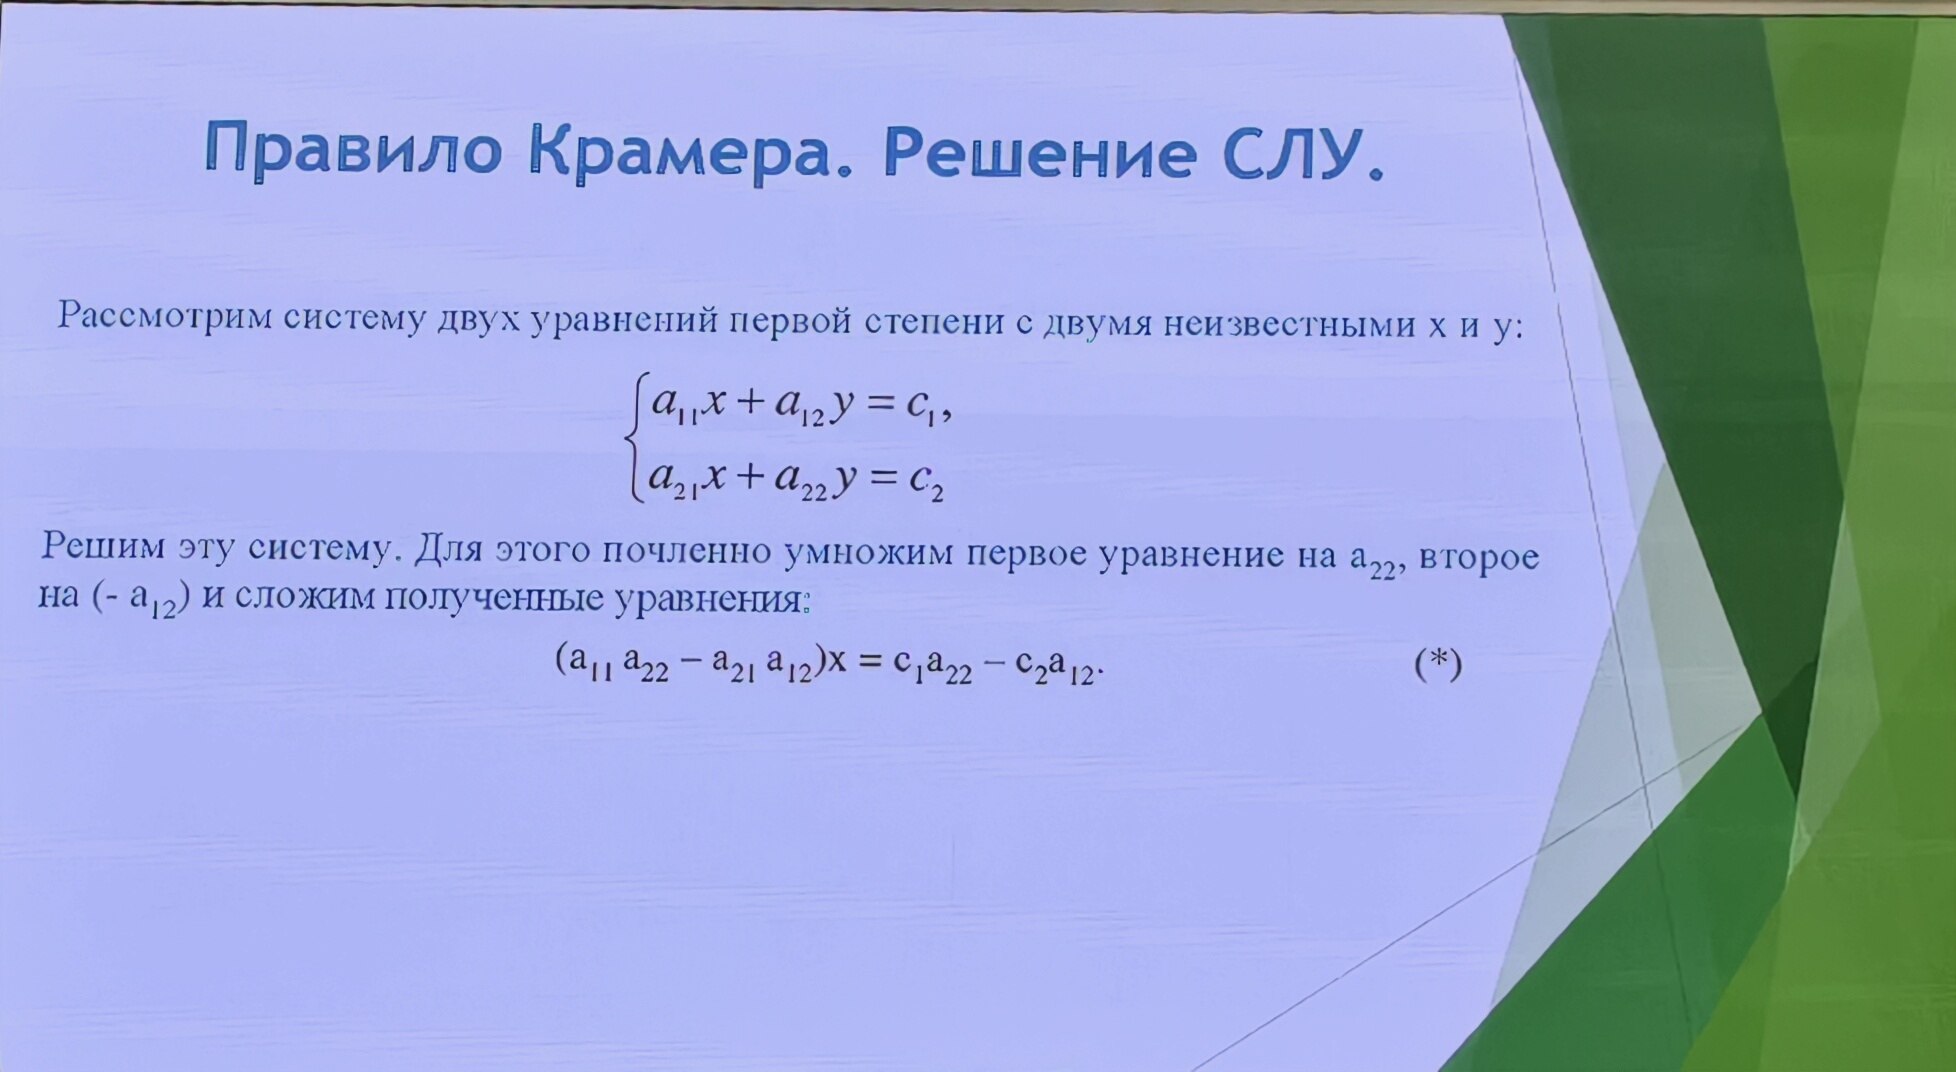 Правило Крамера. Решение СЛУ.
Рассмотрим систему двух уравнений первой степени с двумя неизвестными x и y:
a₁₁x + a₁₂y = c₁,
a₂₁x + a₂₂y = c₂
Решим эту систему. Для этого почленно умножим первое уравнение на a₂₂, второе
на (- a₁₂) и сложим полученные уравнения:
(a₁₁ a₂₂ – a₂₁ a₁₂)x = c₁a₂₂ – c₂a₁₂. (*)